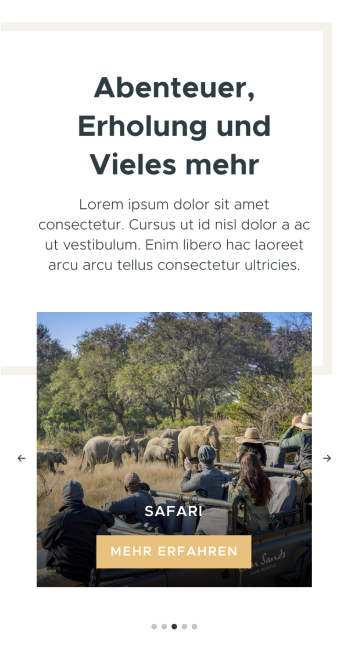 Abenteuer,
Erholung und
Vieles mehr
Lorem ipsum dolor sit amet
consectetur. Cursus ut id nisl dolor a ac
ut vestibulum. Enim libero hac laoreet
arcu arcu tellus consectetur ultricies.
←
→
SAFARI
MEHR ERFAHREN
Sands